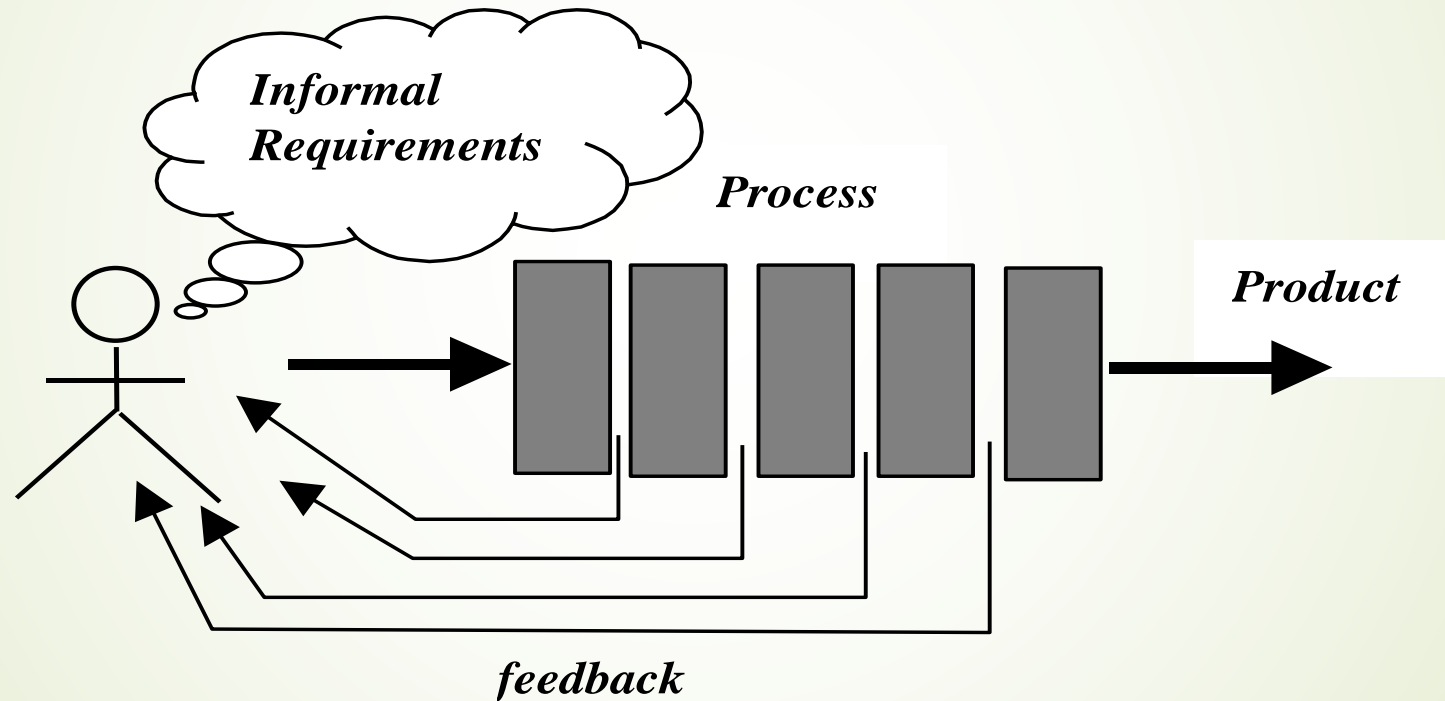 Informal
Requirements
Process
Product
feedback